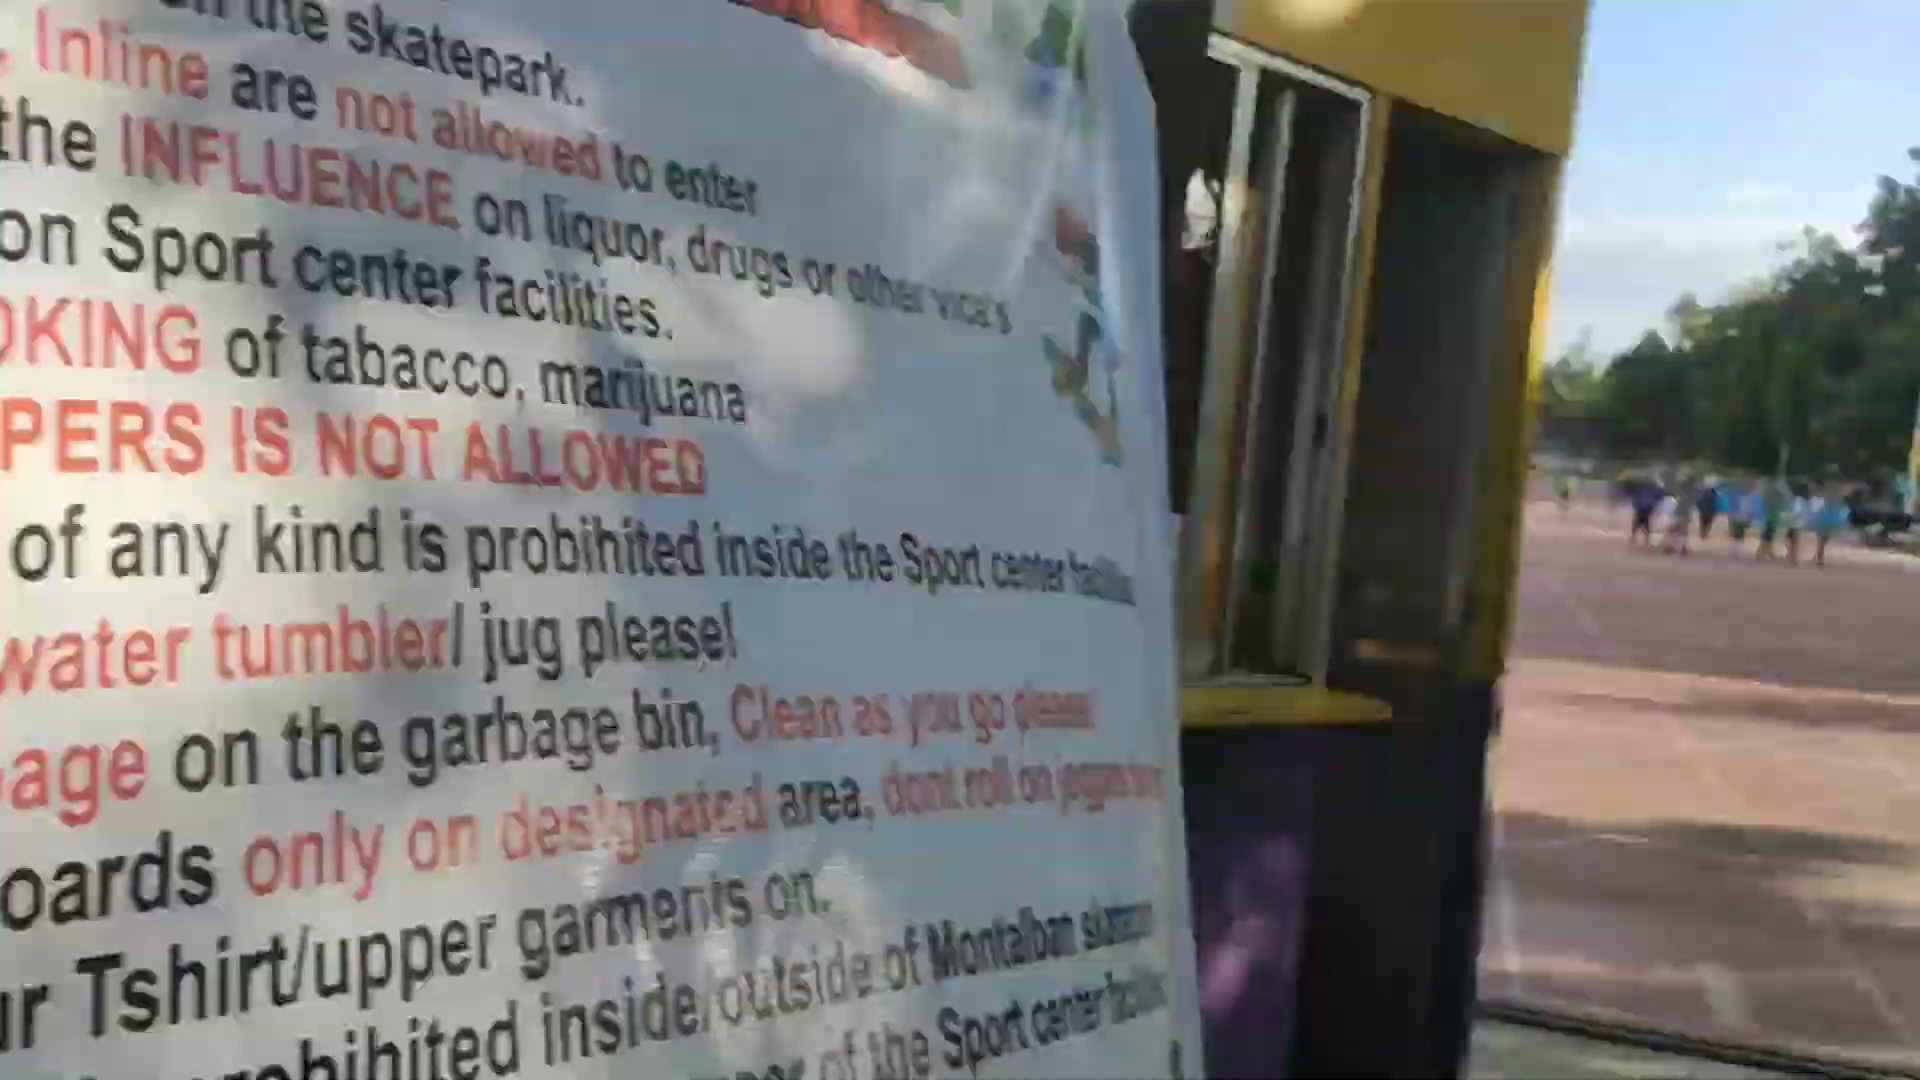 the skatepark.
Inline are not allowed to enter
the INFLUENCE on liquor, drugs or other vice's
on Sport center facilities.
OKING of tabacco, marijuana
PERS IS NOT ALLOWED
of any kind is probihited inside the Sport center
water tumbler/ jug please!
age on the garbage bin, Clean as you go please!
oards only on designated area, dont roll on
ur Tshirt/upper garments on.
probihited inside/outside of Montalban
of the Sport center